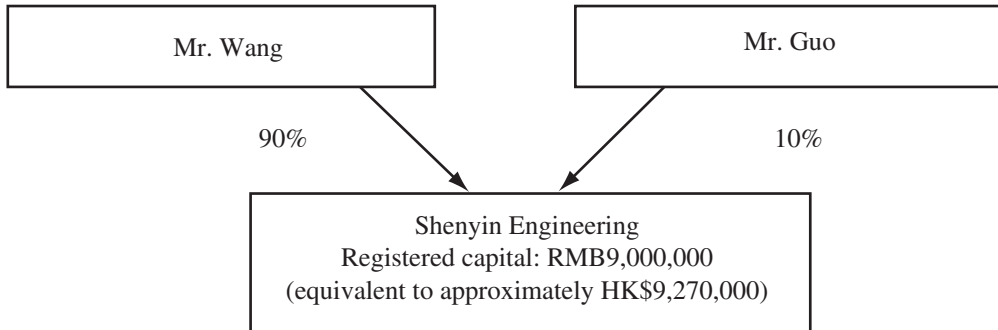 Mr. Wang
Mr. Guo
90%
10%
Shenyin Engineering
Registered capital: RMB9,000,000
(equivalent to approximately HK$9,270,000)